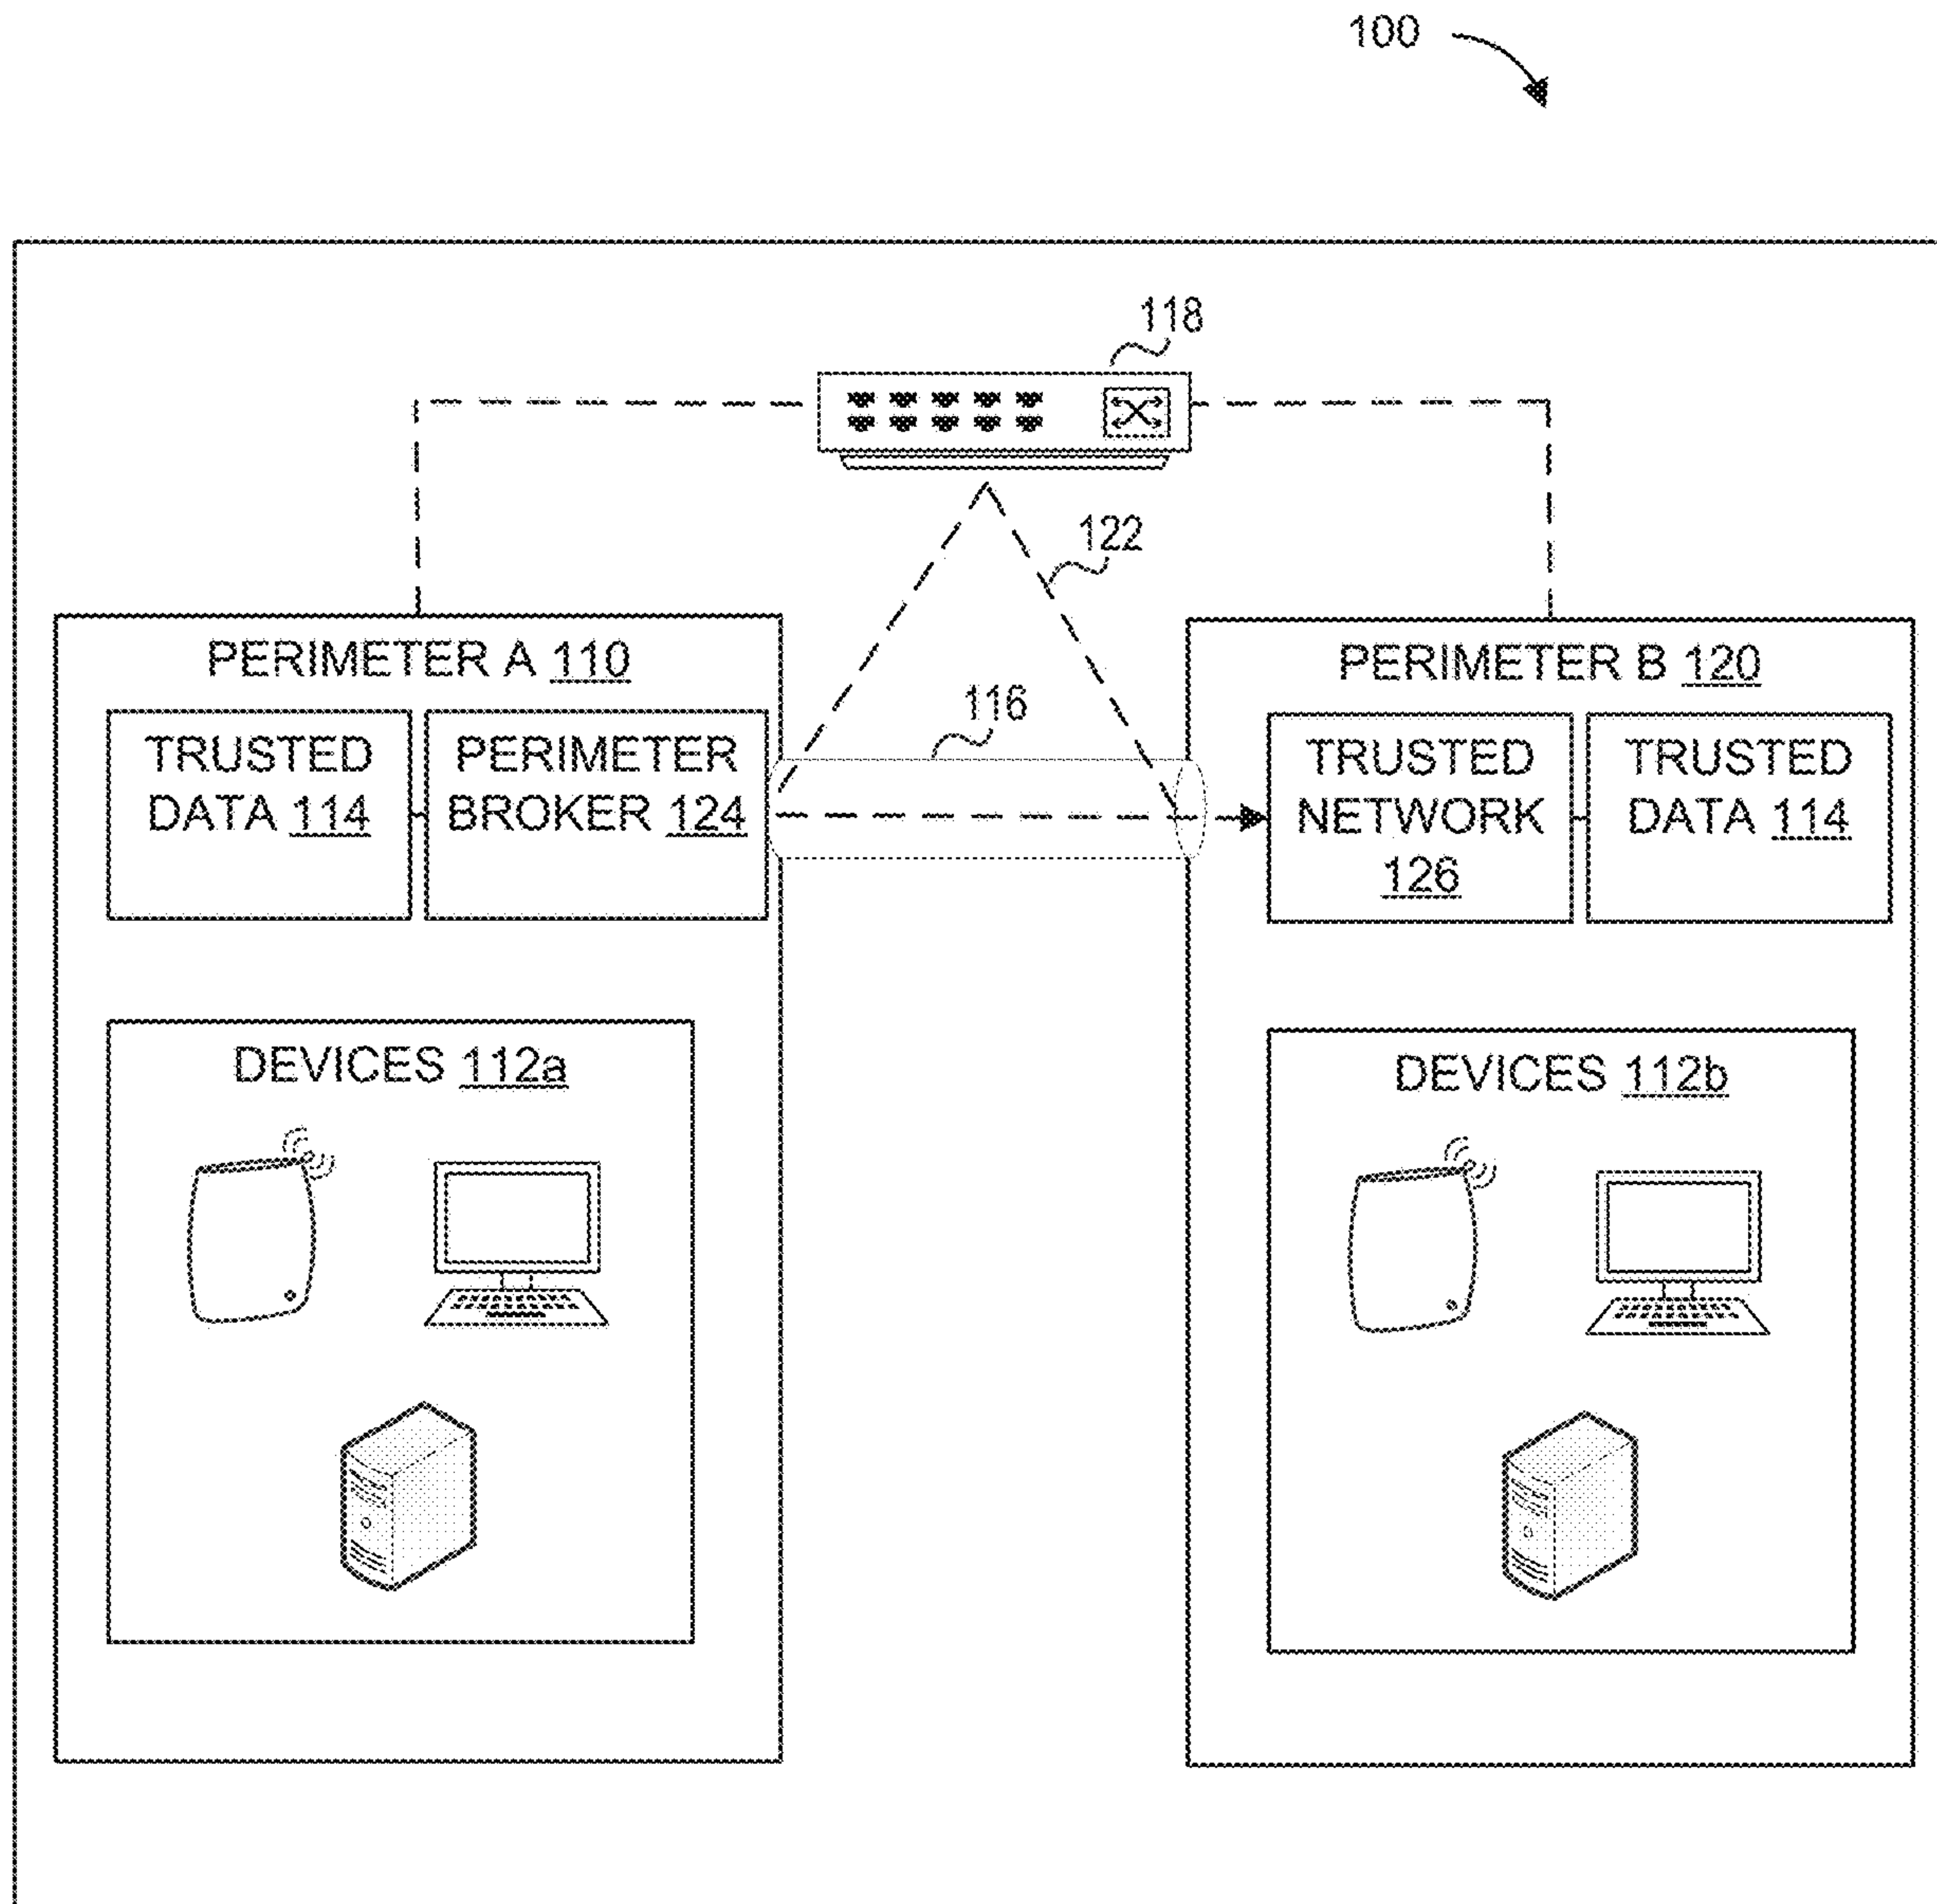 100
118
122
PERIMETER A 110
PERIMETER B 120
116
TRUSTED
DATA 114
PERIMETER
BROKER 124
TRUSTED
NETWORK
126
TRUSTED
DATA 114
DEVICES 112a
DEVICES 112b